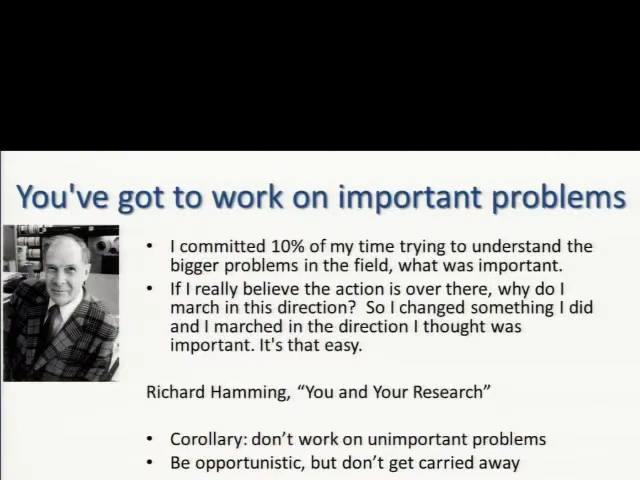 You've got to work on important problems
• I committed 10% of my time trying to understand the
bigger problems in the field, what was important.
• If I really believe the action is over there, why do I
march in this direction?  So I changed something I did
and I marched in the direction I thought was
important. It's that easy.
Richard Hamming, “You and Your Research”
• Corollary: don’t work on unimportant problems
• Be opportunistic, but don’t get carried away